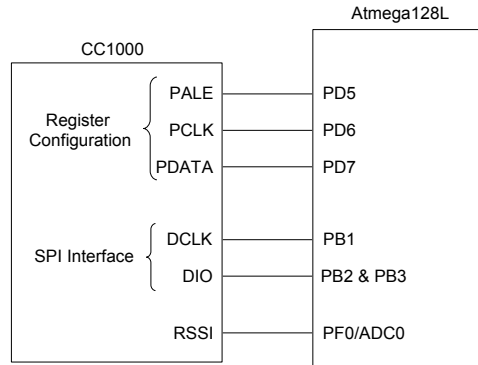 Atmega128L
CC1000
PALE
PD5
Register
Configuration
PCLK
PD6
PDATA
PD7
DCLK
PB1
SPI Interface
DIO
PB2 & PB3
RSSI
PF0/ADC0